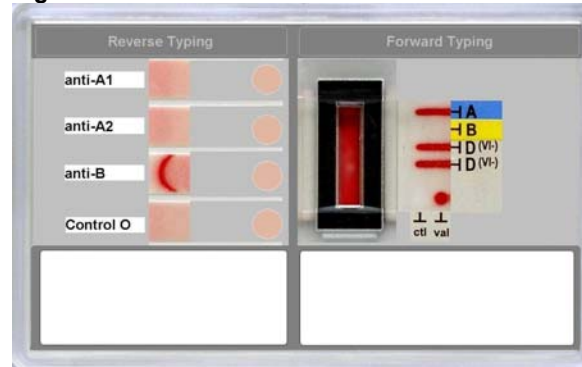 Reverse Typing
anti-A1
anti-A2
anti-B
Control O
Forward Typing
A
B
D (VI-)
D (VI-)
ctl val